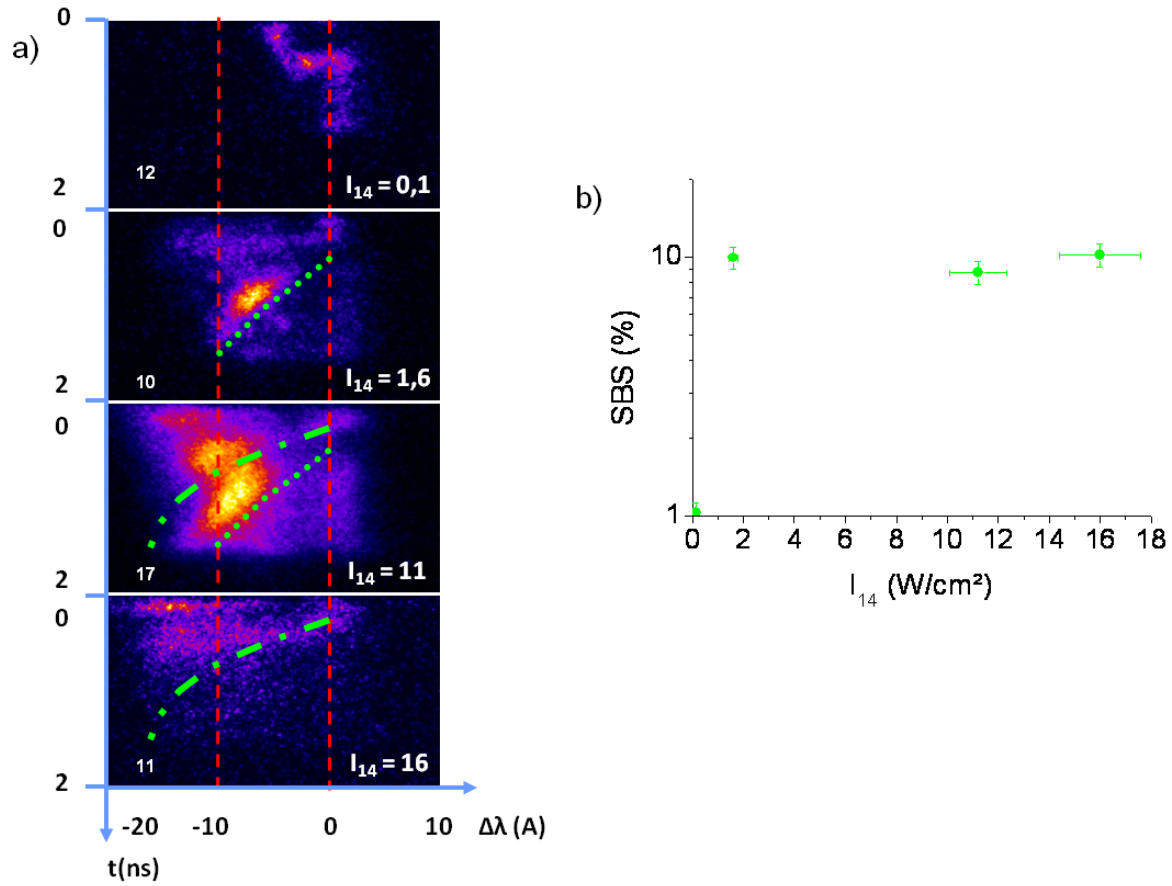 a)
0
12
I14 = 0,1
2
0
10
I14 = 1,6
2
0
17
I14 = 11
2
0
11
I14 = 16
2
-20 -10 0 10 Δλ (A)
t(ns)
b)
10
1
SBS (%)
0 2 4 6 8 10 12 14 16 18
I14 (W/cm²)